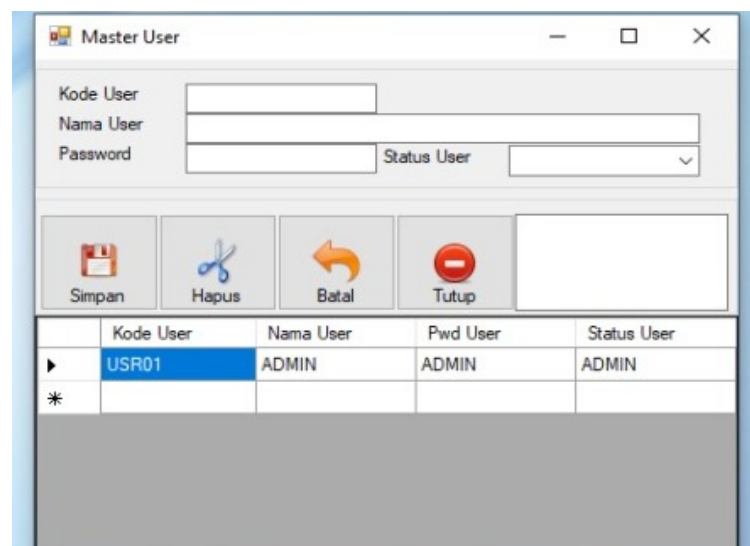 Master User
Kode User
Nama User
Password Status User
Simpan Hapus Batal Tutup
Kode User Nama User Pwd User Status User
USR01 ADMIN ADMIN ADMIN